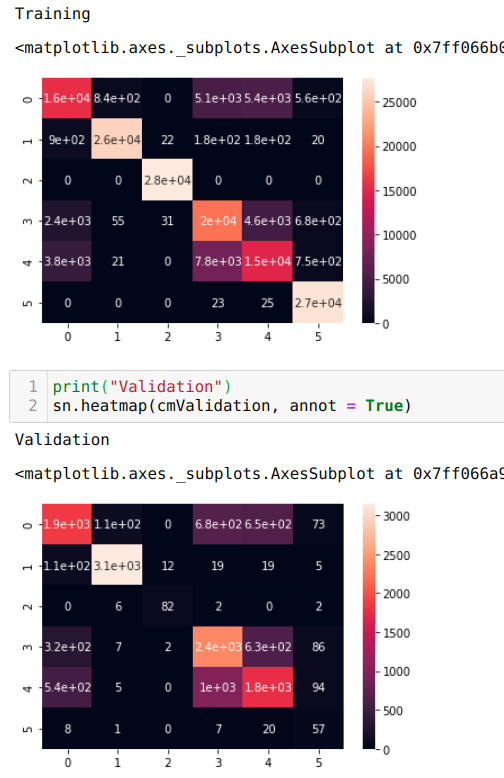 Training
<matplotlib.axes._subplots.AxesSubplot at 0x7ff066b
0 1.6e+04 8.4e+02 0 5.1e+03 5.4e+03 5.6e+02
1 9e+02 2.6e+04 22 1.8e+02 1.8e+02 20
2 0 0 2.8e+04 0 0 0
3 2.4e+03 55 31 2e+04 4.6e+03 6.8e+02
4 3.8e+03 21 0 7.8e+03 1.5e+04 7.5e+02
5 0 0 0 23 25 2.7e+04
0 1 2 3 4 5
25000
20000
15000
10000
5000
0
1 print("Validation")
2 sn.heatmap(cmValidation, annot = True)
Validation
<matplotlib.axes._subplots.AxesSubplot at 0x7ff066a9
0 1.9e+03 1.1e+02 0 6.8e+02 6.5e+02 73
1 1.1e+02 3.1e+03 12 19 19 5
2 0 6 82 2 0 2
3 3.2e+02 7 2 2.4e+03 6.3e+02 86
4 5.4e+02 5 0 1e+03 1.8e+03 94
5 8 1 0 7 20 57
0 1 2 3 4 5
3000
2500
2000
1500
1000
500
0